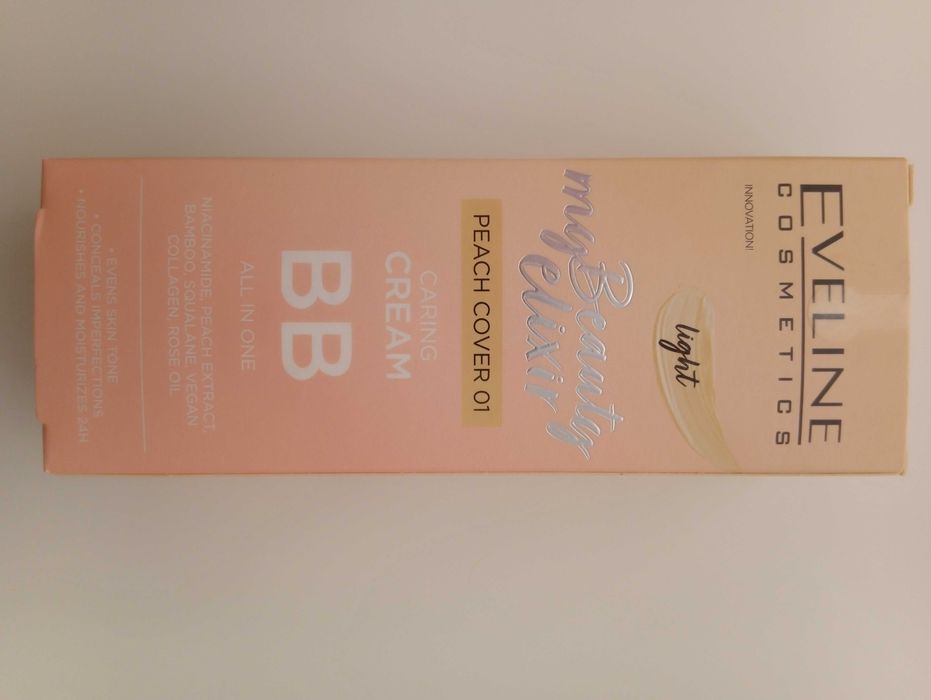 EVELINE
COSMETICS
INNOVATION!
light
my Beauty
Elixir
PEACH COVER 01
CARING
CREAM
BB
ALL IN ONE
NIACINAMIDE, PEACH EXTRACT,
BAMBOO, SQUALANE, VEGAN
COLLAGEN, ROSE OIL
• EVENS SKIN TONE
• CONCEALS IMPERFECTIONS
• NOURISHES AND MOISTURIZES 24H